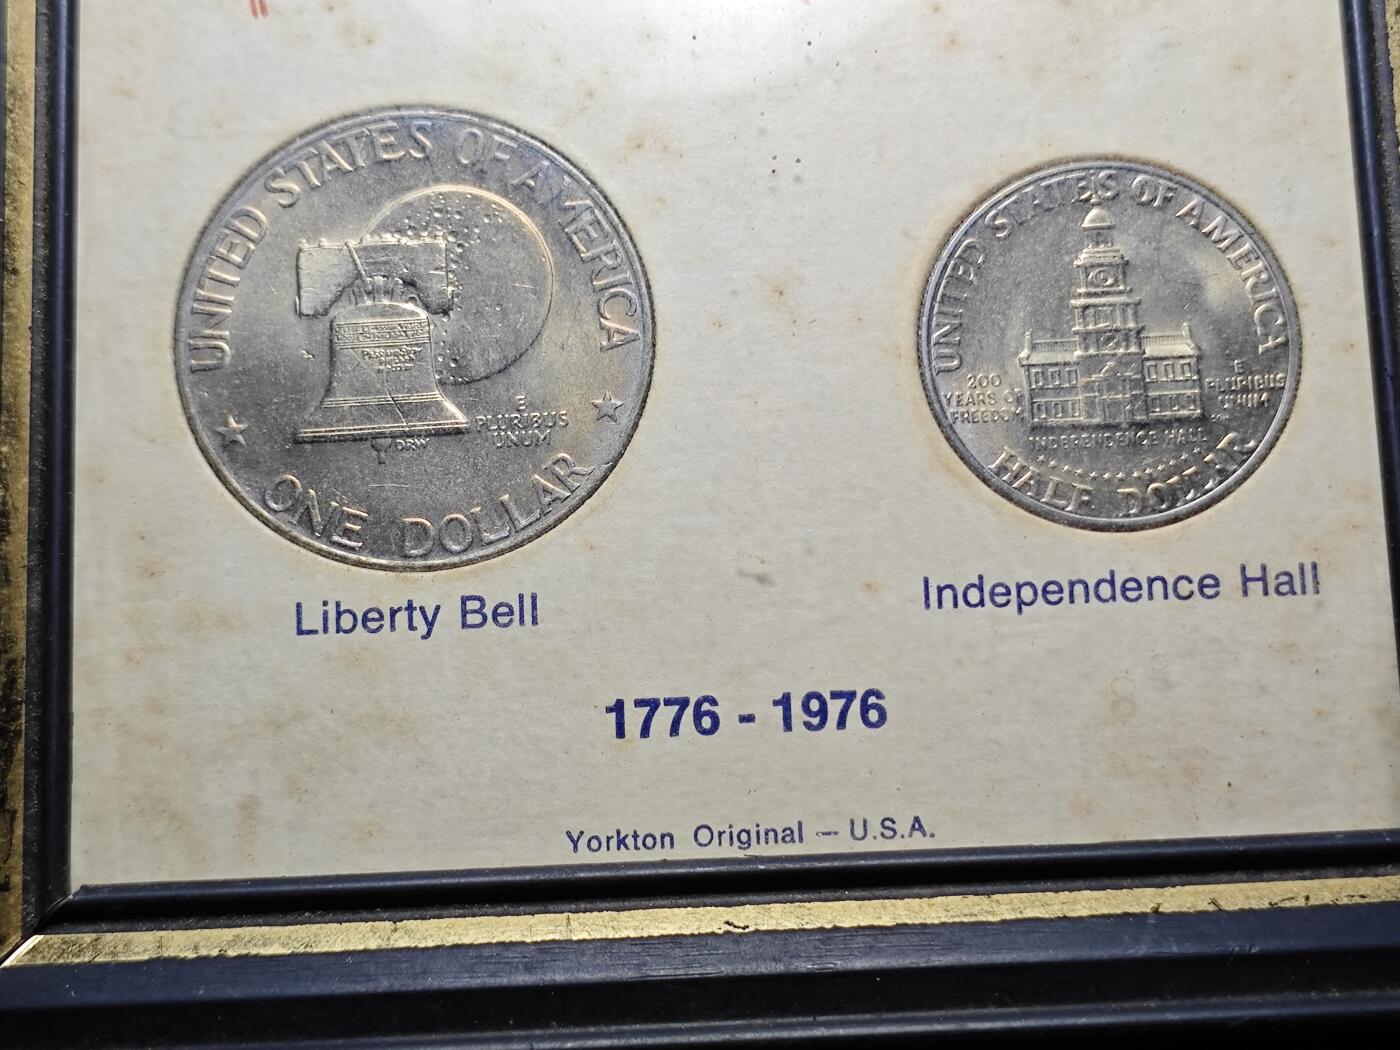 UNITED STATES OF AMERICA
E
PLURIBUS
UNUM
DRW
ONE DOLLAR
Liberty Bell
UNITED STATES OF AMERICA
200
YEARS OF
FREEDOM
E
PLURIBUS
UNUM
INDEPENDENCE HALL
HALF DOLLAR
Independence Hall
1776 - 1976
Yorkton Original - U.S.A.